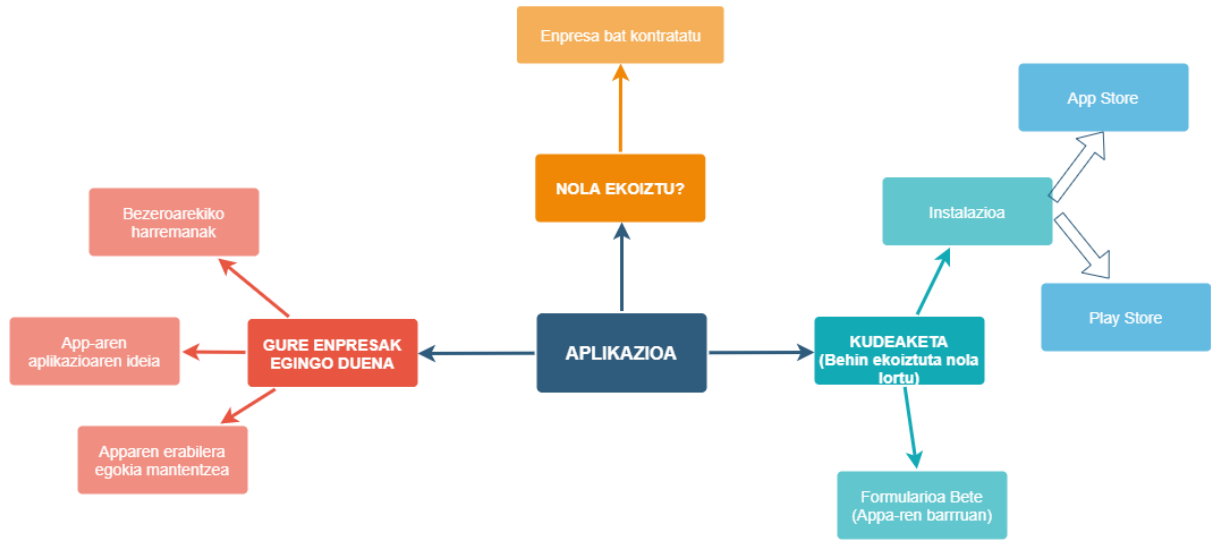 Enpresa bat kontratatu
App Store
NOLA EKOIZTU?
Bezeroarekiko
harremanak
Instalazioa
Play Store
App-aren
aplikazioaren ideia
GURE ENPRESAK
EGINGO DUENA
APLIKAZIOA
KUDEAKETA
(Behin ekoiztuta nola
lortu)
Apparen erabilera
egokia mantentzea
Formularioa Bete
(Appa-ren barrruan)